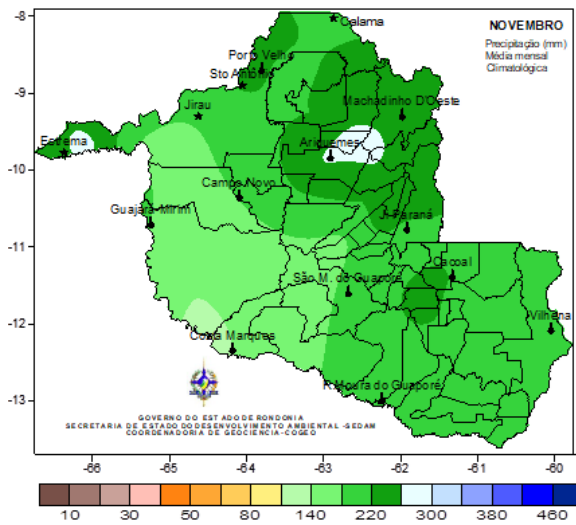 NOVEMBRO
Precipitação (mm)
Média mensal
Climatológica
-8
-9
-10
-11
-12
-13
Calama
Porto Velho
Sto Antônio
Jirau
Machadinho D'Oeste
Estrema
Ariquemes
Campo Novo
Guajará-Mirim
Ji-Paraná
Cacoal
São M. do Guaporé
Vilhena
Costa Marques
P. Moura do Guaporé
GOVERNO DO ESTADO DE RONDONIA
SECRETARIA DE ESTADO DO DESENVOLVIMENTO AMBIENTAL -SEDAM
COORDENADORIA DE GEOCIENCIA-COGEO
-66 -65 -64 -63 -62 -61 -60
10 30 50 80 140 220 300 380 460